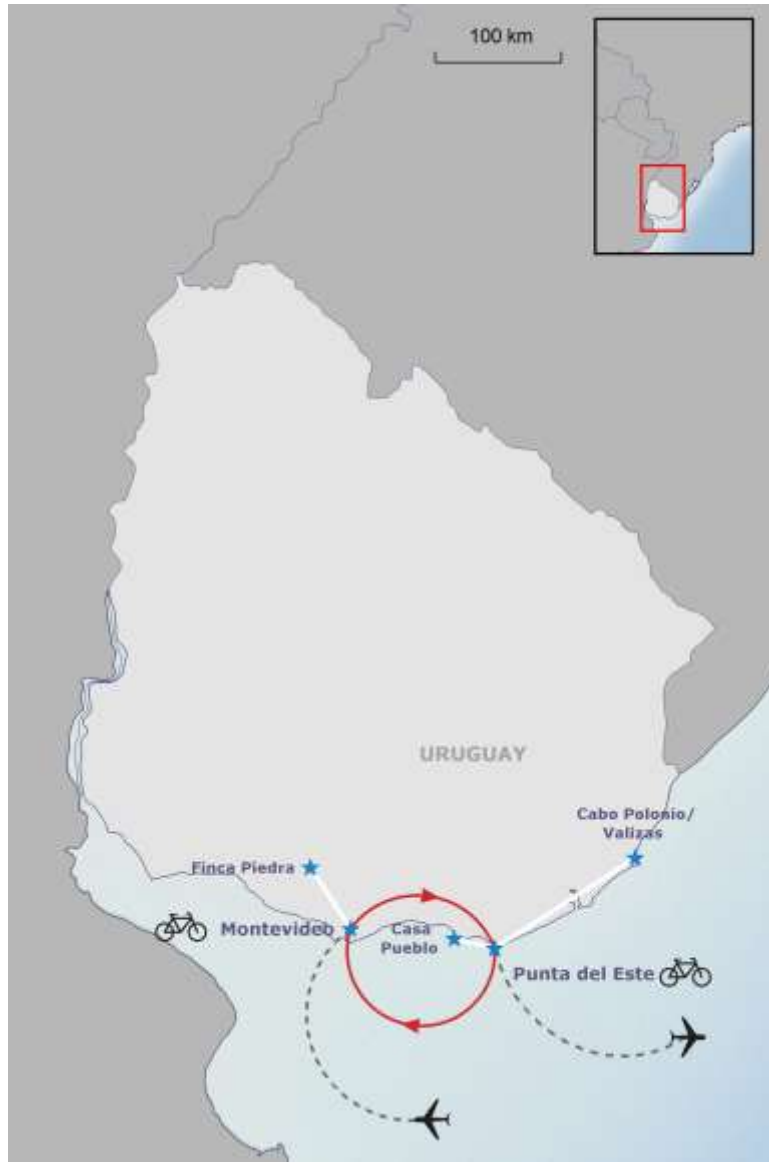 100 km
URUGUAY
Cabo Polonio/
Valizas
Finca Piedra
Montevideo
Casa
Pueblo
Punta del Este